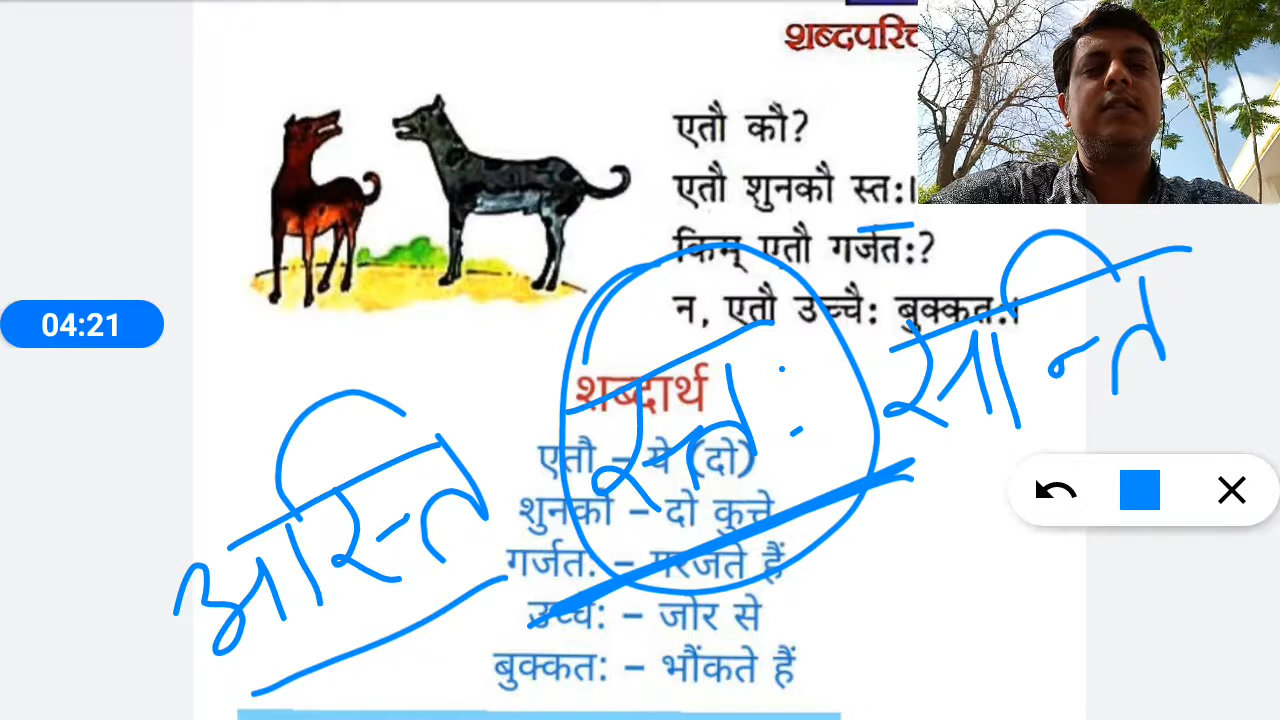 शब्दपरिच
एतौ कौ?
एतौ शुनकौ स्त:।
किम् एतौ गर्जत:?
न, एतौ उच्चै: बुक्कत:।
04:21
शब्दार्थ
अस्ति स्त: सन्ति
एतौ – ये (दो)
शुनकौ – दो कुत्ते
गर्जत: – गरजते हैं
उच्चै: – जोर से
बुक्कत: – भौंकते हैं